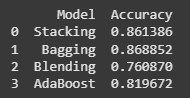 Model Accuracy
0 Stacking 0.861386
1 Bagging 0.868852
2 Blending 0.760870
3 AdaBoost 0.819672